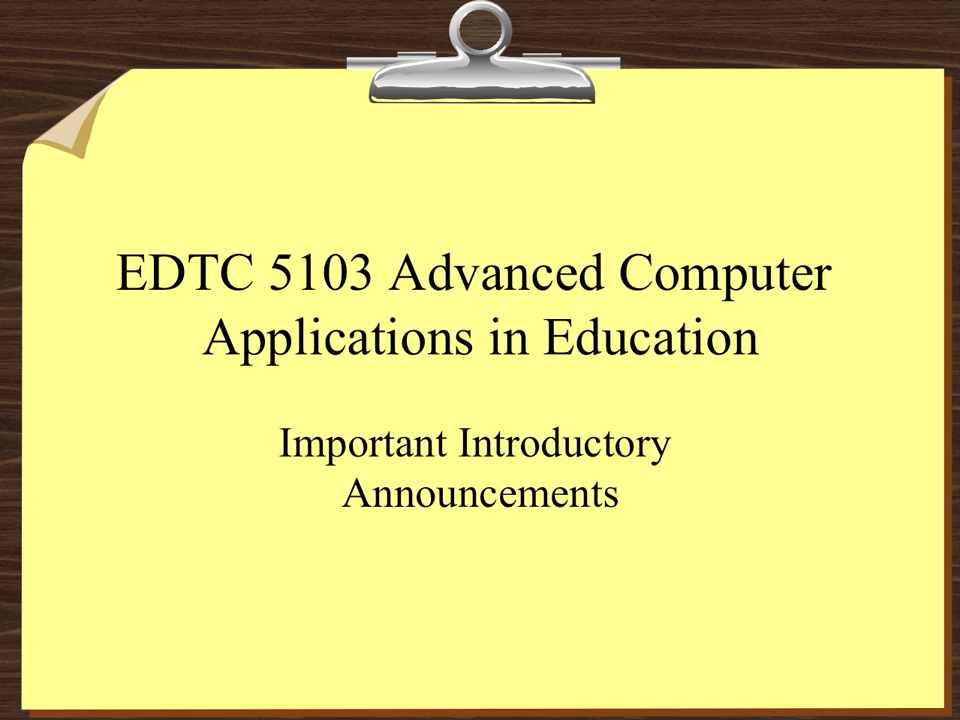 EDTC 5103 Advanced Computer
Applications in Education
Important Introductory
Announcements